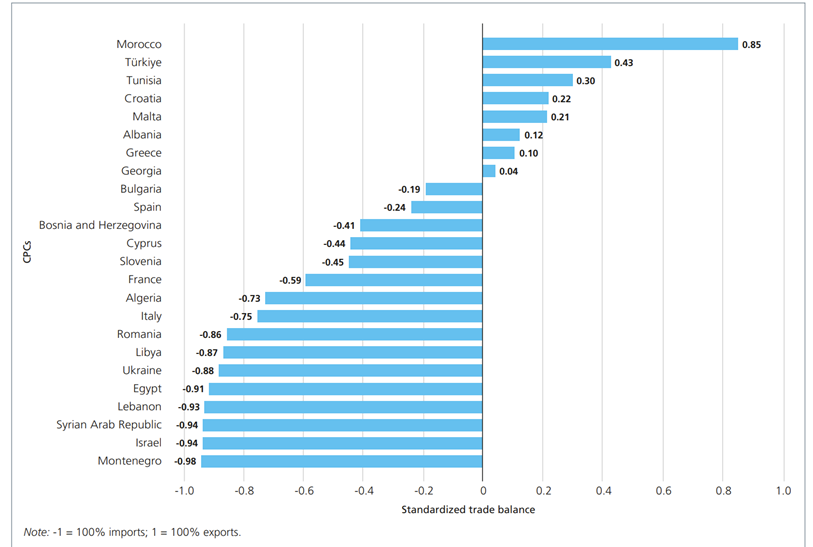 Morocco 0.85
Türkiye 0.43
Tunisia 0.30
Croatia 0.22
Malta 0.21
Albania 0.12
Greece 0.10
Georgia 0.04
Bulgaria -0.19
Spain -0.24
Bosnia and Herzegovina -0.41
Cyprus -0.44
Slovenia -0.45
France -0.59
Algeria -0.73
Italy -0.75
Romania -0.86
Libya -0.87
Ukraine -0.88
Egypt -0.91
Lebanon -0.93
Syrian Arab Republic -0.94
Israel -0.94
Montenegro -0.98
CPCs
-1.0 -0.8 -0.6 -0.4 -0.2 0 0.2 0.4 0.6 0.8 1.0
Standardized trade balance
Note: -1 = 100% imports; 1 = 100% exports.